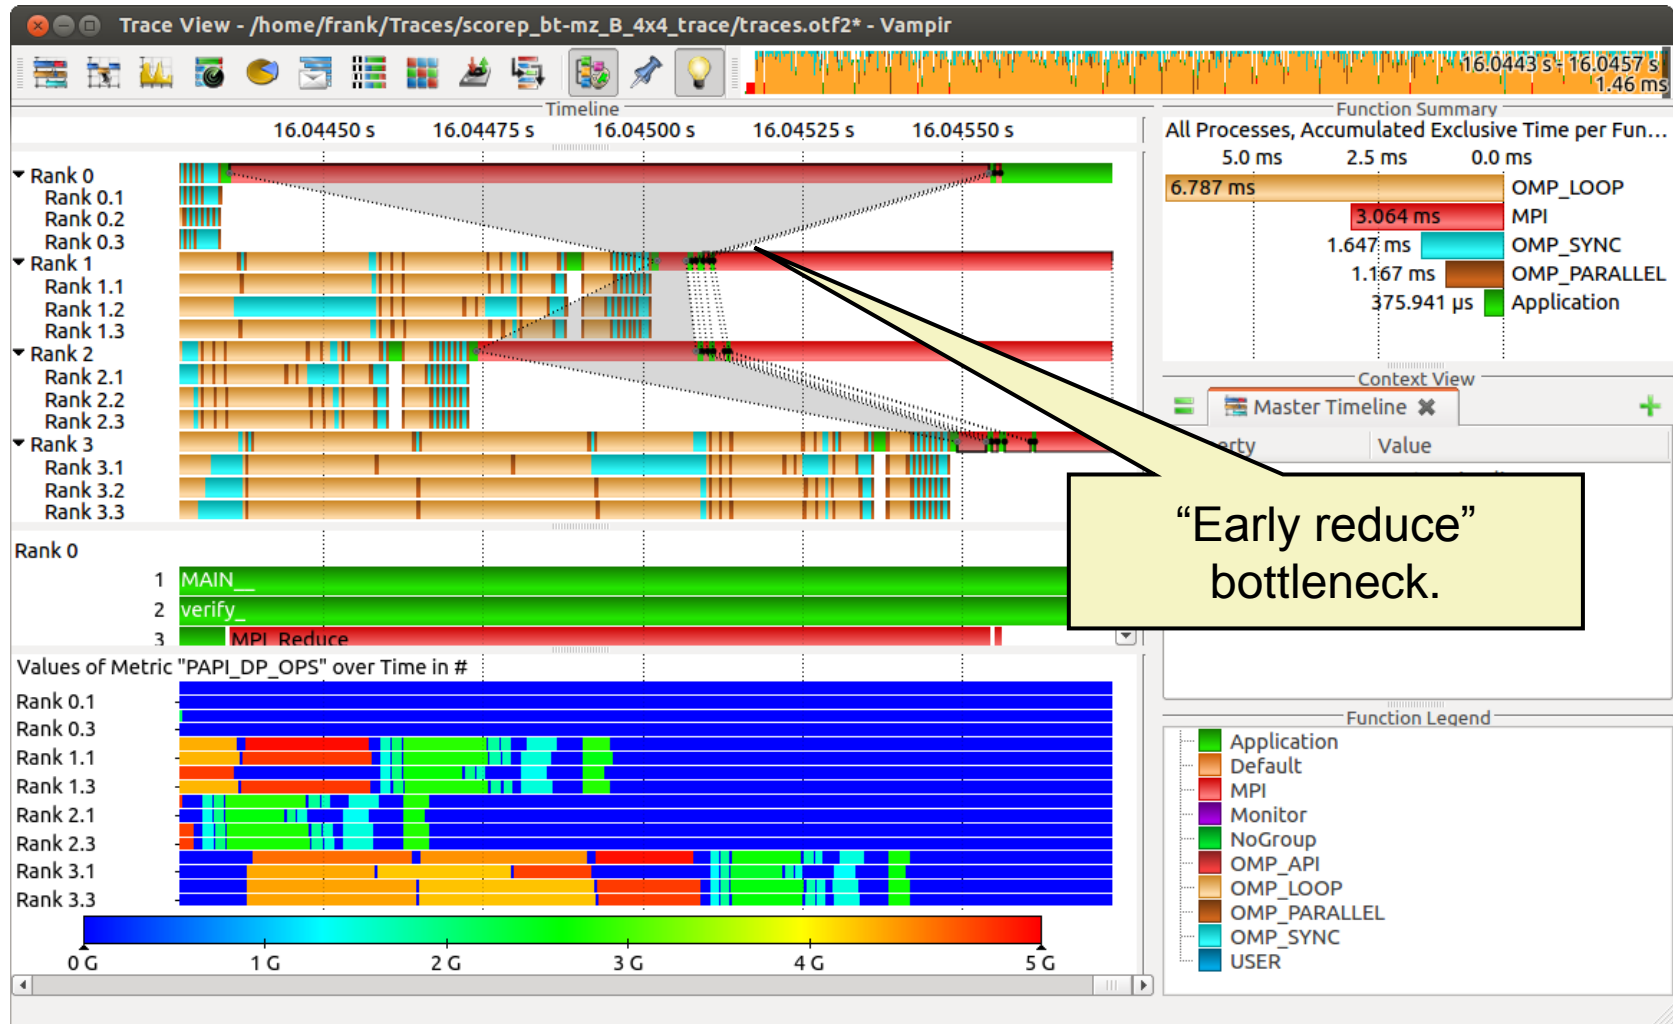 Trace View - /home/frank/Traces/scorep_bt-mz_B_4x4_trace/traces.otf2* - Vampir
16.0443 s - 16.0457 s
1.46 ms
Timeline
16.04450 s 16.04475 s 16.04500 s 16.04525 s 16.04550 s
Rank 0
Rank 0.1
Rank 0.2
Rank 0.3
Rank 1
Rank 1.1
Rank 1.2
Rank 1.3
Rank 2
Rank 2.1
Rank 2.2
Rank 2.3
Rank 3
Rank 3.1
Rank 3.2
Rank 3.3
Rank 0
1 MAIN__
2 verify_
3 MPI_Reduce
Values of Metric "PAPI_DP_OPS" over Time in #
Rank 0.1
Rank 0.3
Rank 1.1
Rank 1.3
Rank 2.1
Rank 2.3
Rank 3.1
Rank 3.3
0 G 1 G 2 G 3 G 4 G 5 G
Function Summary
All Processes, Accumulated Exclusive Time per Fun...
5.0 ms 2.5 ms 0.0 ms
6.787 ms OMP_LOOP
3.064 ms MPI
1.647 ms OMP_SYNC
1.167 ms OMP_PARALLEL
375.941 µs Application
Context View
Master Timeline
Value
“Early reduce”
bottleneck.
Function Legend
Application
Default
MPI
Monitor
NoGroup
OMP_API
OMP_LOOP
OMP_PARALLEL
OMP_SYNC
USER